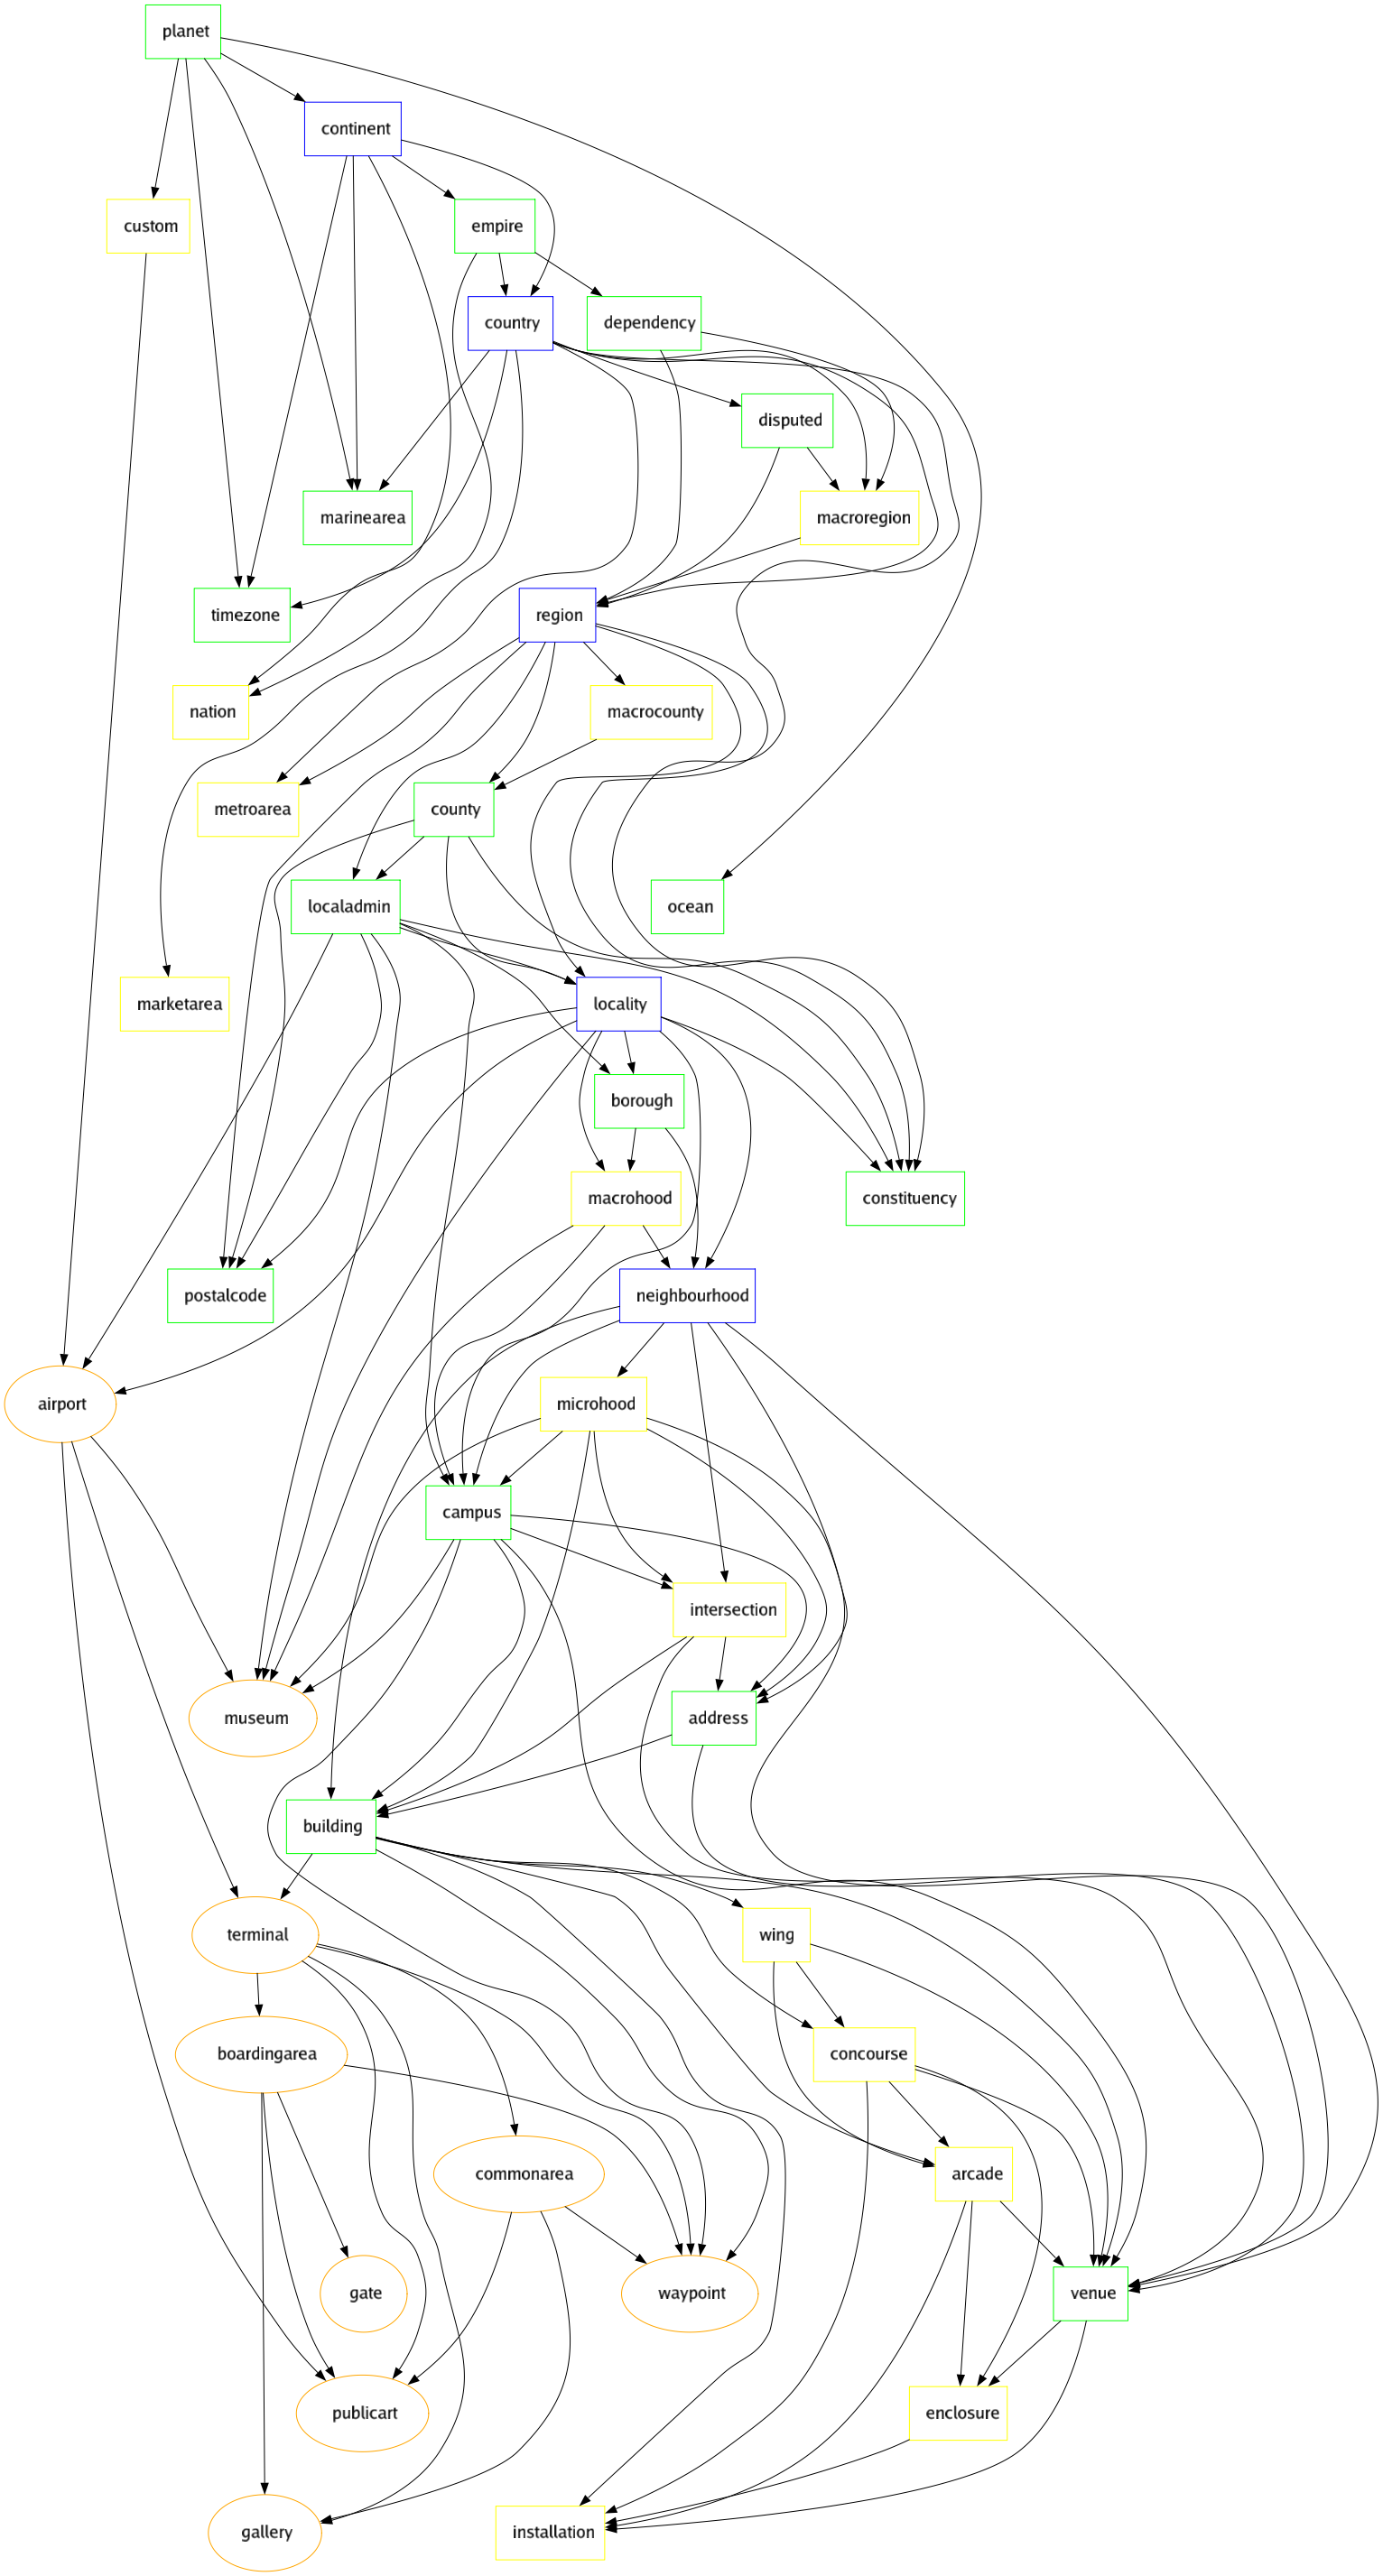 planet
continent
custom
empire
country
dependency
disputed
marinearea
macroregion
timezone
region
nation
macrocounty
metroarea
county
localadmin
ocean
marketarea
locality
borough
macrohood
constituency
postalcode
neighbourhood
airport
microhood
campus
intersection
museum
address
building
terminal
wing
boardingarea
concourse
commonarea
arcade
gate
waypoint
venue
publicart
enclosure
gallery
installation